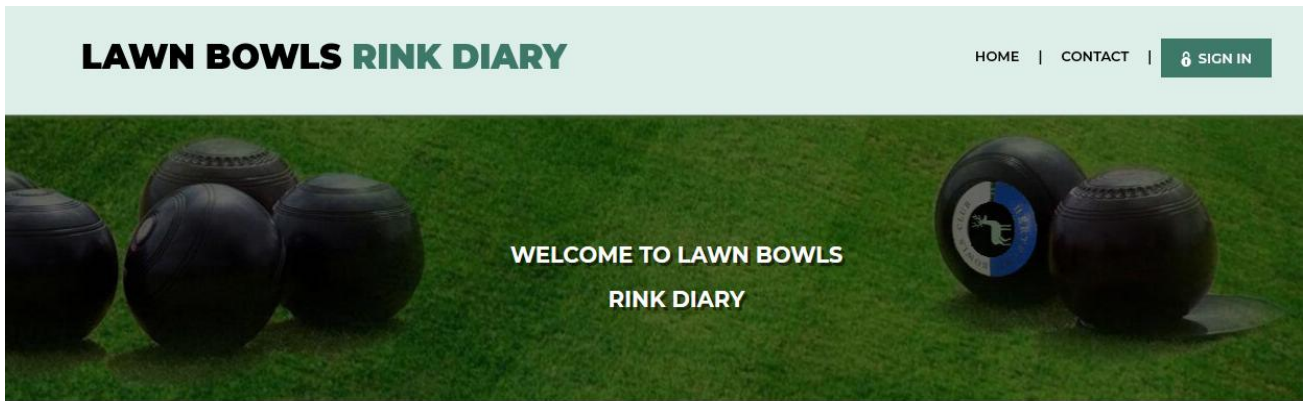 LAWN BOWLS RINK DIARY
HOME | CONTACT | SIGN IN
WELCOME TO LAWN BOWLS
RINK DIARY